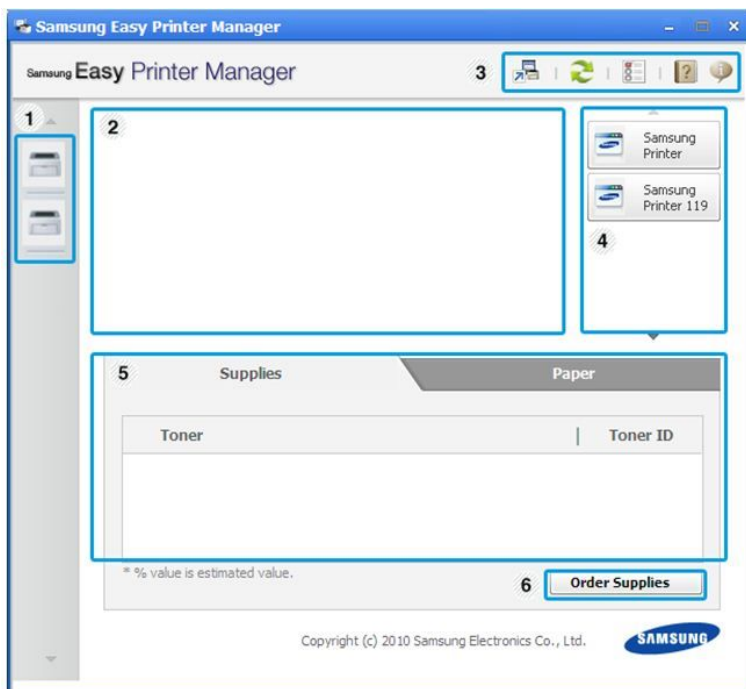 Samsung Easy Printer Manager
Samsung Easy Printer Manager
3
1
2
Samsung
Printer
Samsung
Printer 119
4
5
Supplies
Paper
Toner
Toner ID
* % value is estimated value.
6
Order Supplies
Copyright (c) 2010 Samsung Electronics Co., Ltd.
SAMSUNG